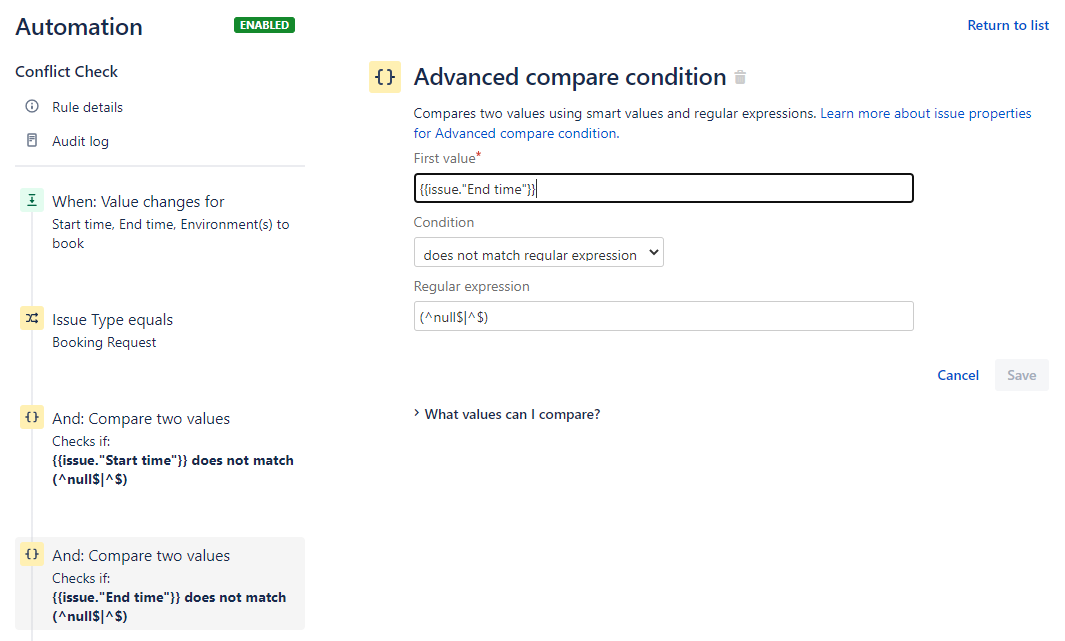 Automation
ENABLED
Return to list
Conflict Check
Rule details
Audit log
When: Value changes for
Start time, End time, Environment(s) to
book
Issue Type equals
Booking Request
{} And: Compare two values
Checks if:
{{issue."Start time"}} does not match
(^null$|^$)
{} And: Compare two values
Checks if:
{{issue."End time"}} does not match
(^null$|^$)
{} Advanced compare condition
Compares two values using smart values and regular expressions. Learn more about issue properties
for Advanced compare condition.
First value*
{{issue."End time"}}
Condition
does not match regular expression
Regular expression
(^null$|^$)
Cancel
Save
What values can I compare?